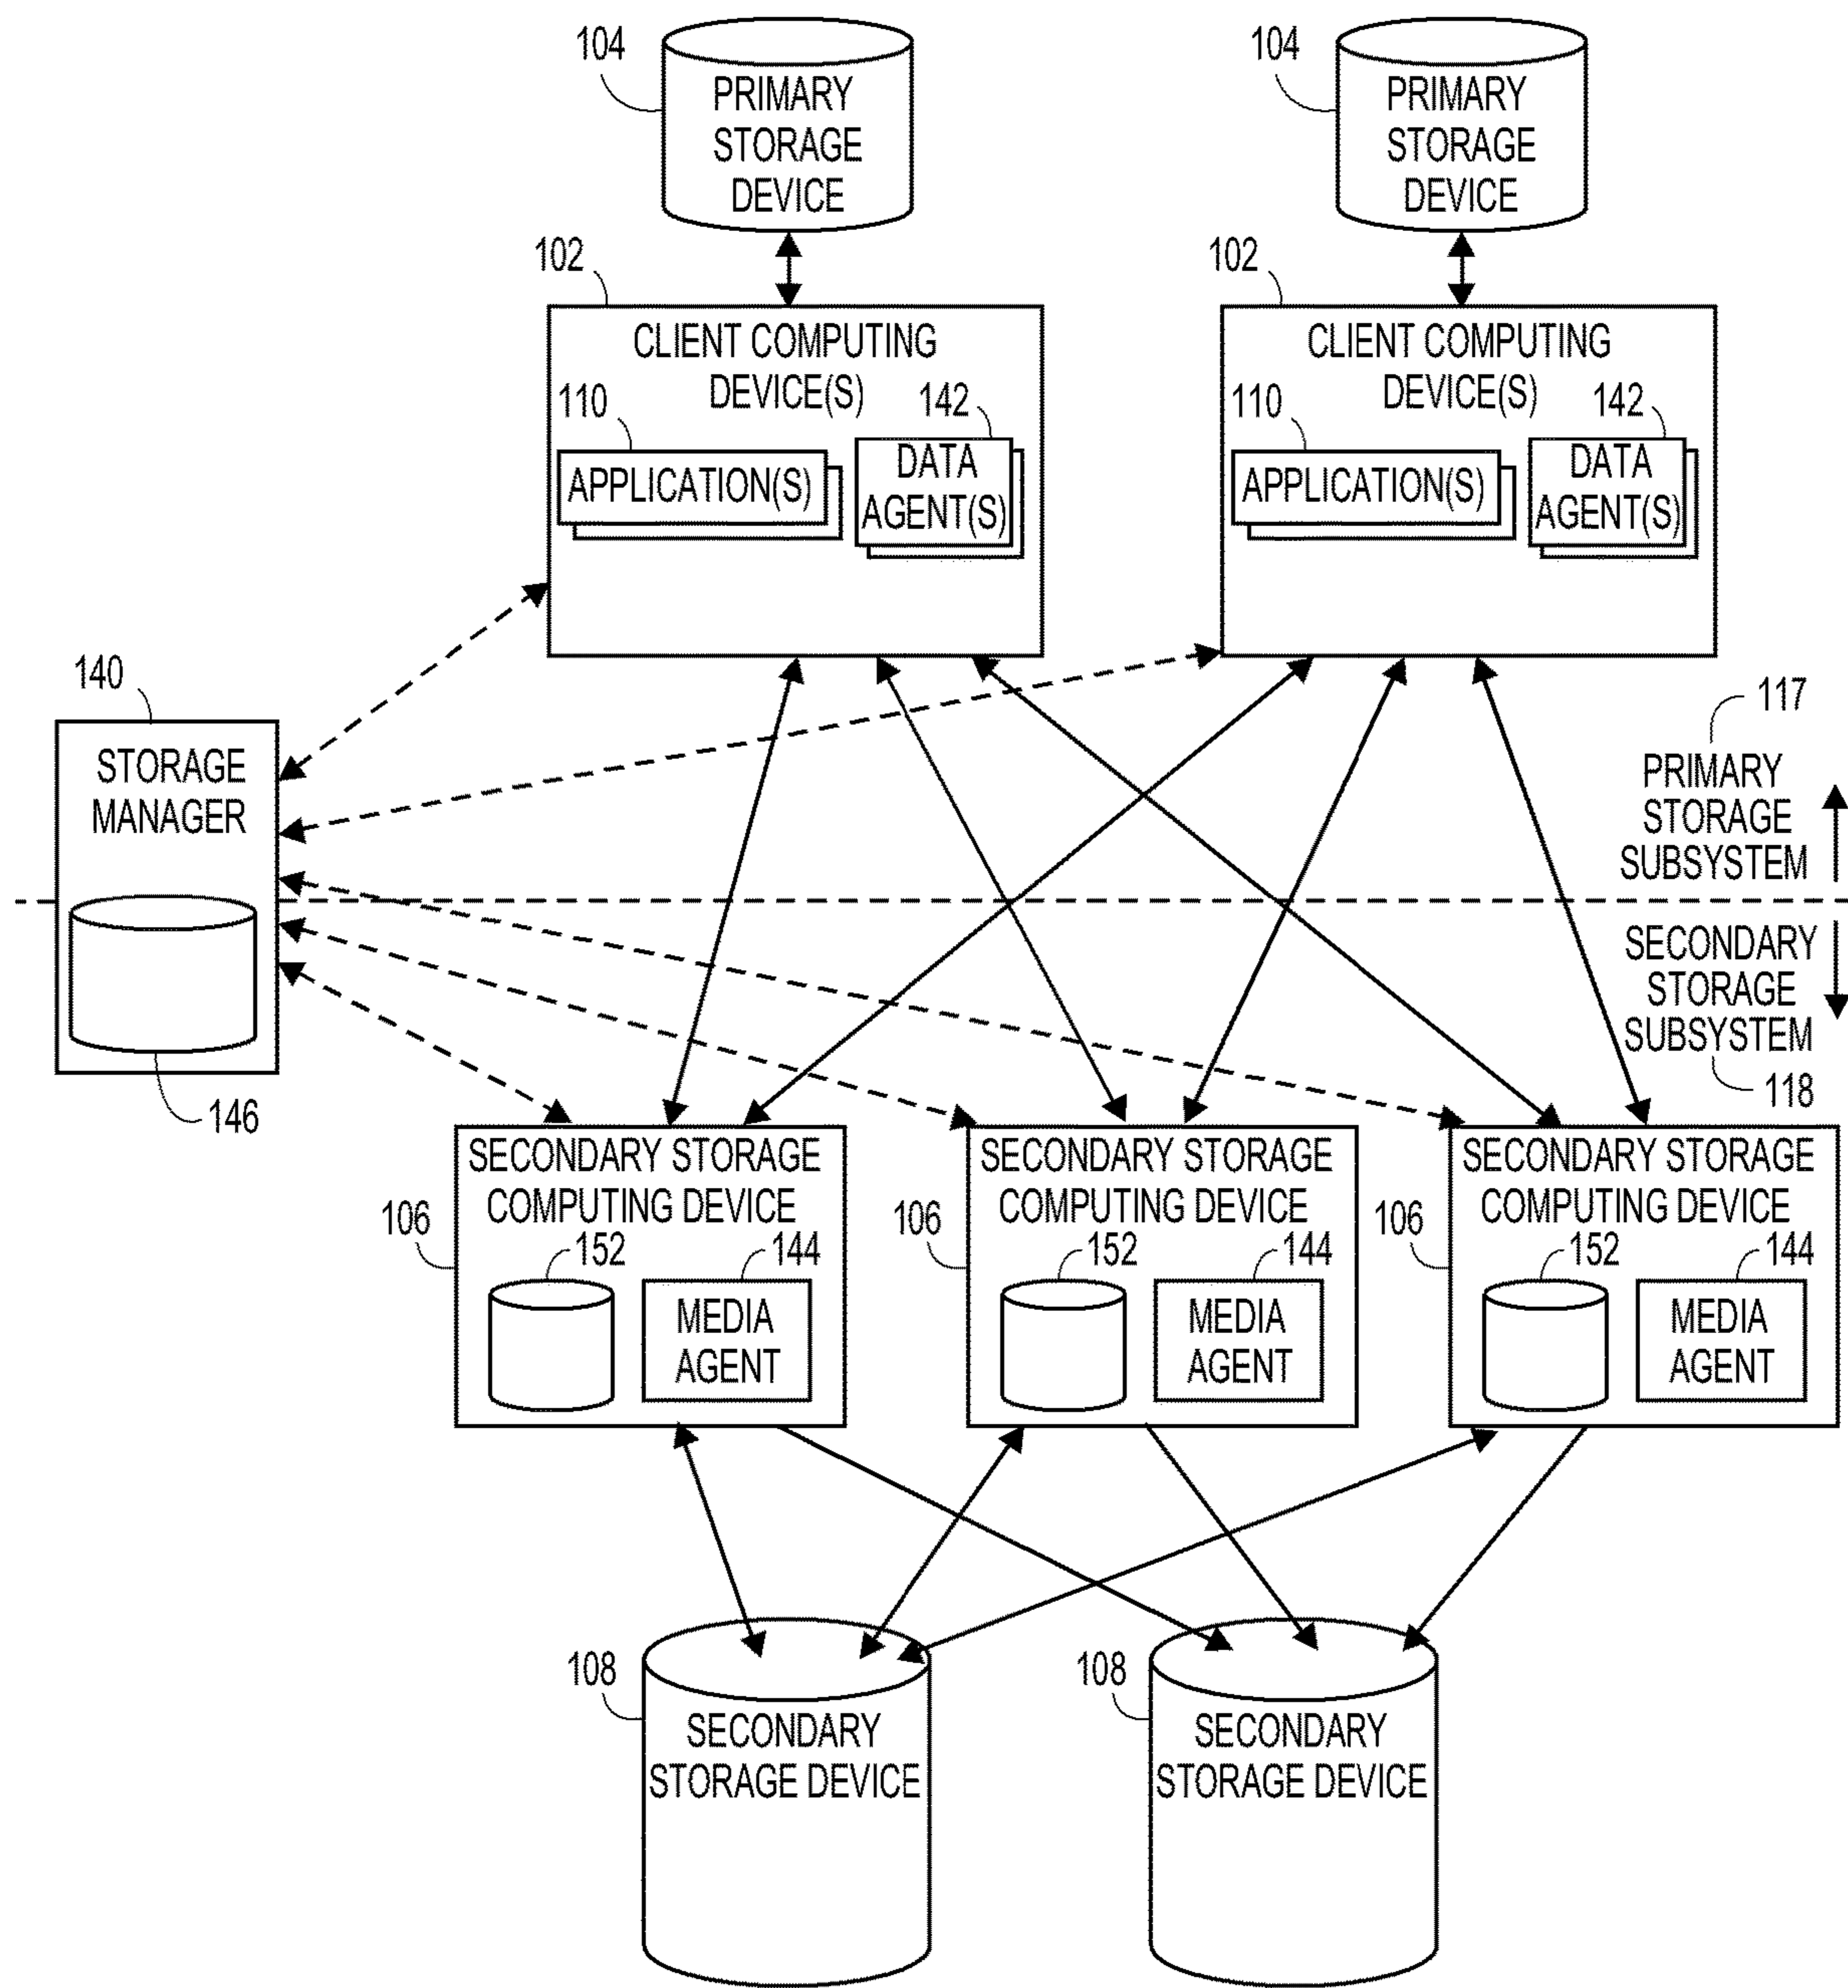 104
PRIMARY
STORAGE
DEVICE
104
PRIMARY
STORAGE
DEVICE
102
CLIENT COMPUTING
DEVICE(S)
110
142
APPLICATION(S)
DATA
AGENT(S)
102
CLIENT COMPUTING
DEVICE(S)
110
142
APPLICATION(S)
DATA
AGENT(S)
140
STORAGE
MANAGER
146
117
PRIMARY
STORAGE
SUBSYSTEM
SECONDARY
STORAGE
SUBSYSTEM
118
106
SECONDARY STORAGE
COMPUTING DEVICE
152
144
MEDIA
AGENT
106
SECONDARY STORAGE
COMPUTING DEVICE
152
144
MEDIA
AGENT
106
SECONDARY STORAGE
COMPUTING DEVICE
152
144
MEDIA
AGENT
108
SECONDARY
STORAGE DEVICE
108
SECONDARY
STORAGE DEVICE